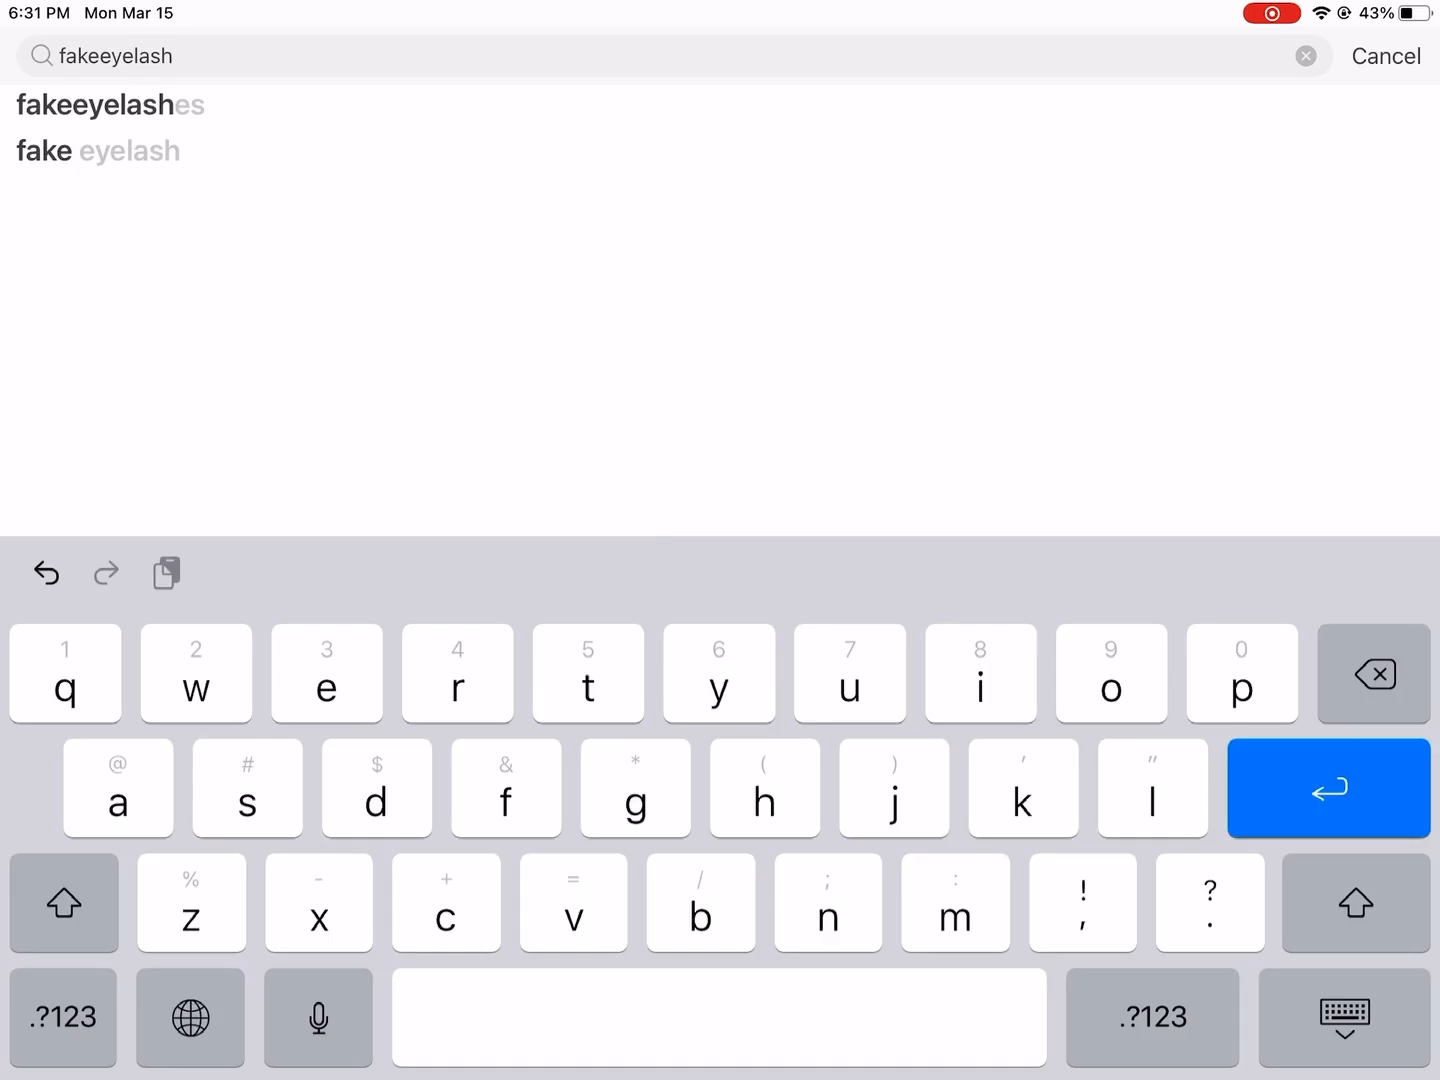 6:31 PM Mon Mar 15
43%
fakeeyelash
Cancel
fakeeyelashes
fake eyelash
1 2 3 4 5 6 7 8 9 0
q w e r t y u i o p
@ # $ & * ( ) ' "
a s d f g h j k l
% - + = / ; : ! ?
z x c v b n m , .
.?123 .?123